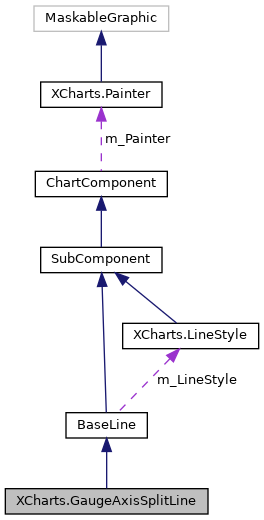 MaskableGraphic
XCharts.Painter
m_Painter
ChartComponent
SubComponent
XCharts.LineStyle
m_LineStyle
BaseLine
XCharts.GaugeAxisSplitLine